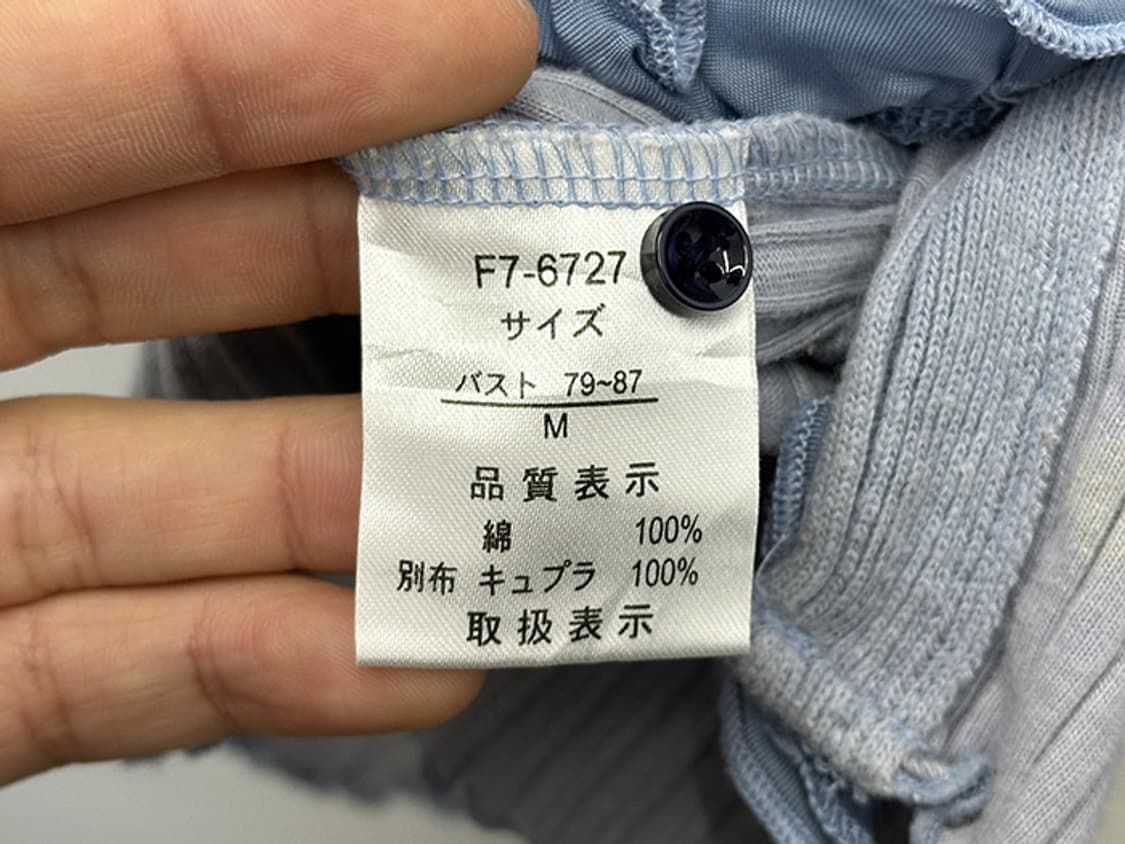 F7-6727
サイズ
バスト 79~87
M
品質表示
綿 100%
別布 キュプラ 100%
取扱表示